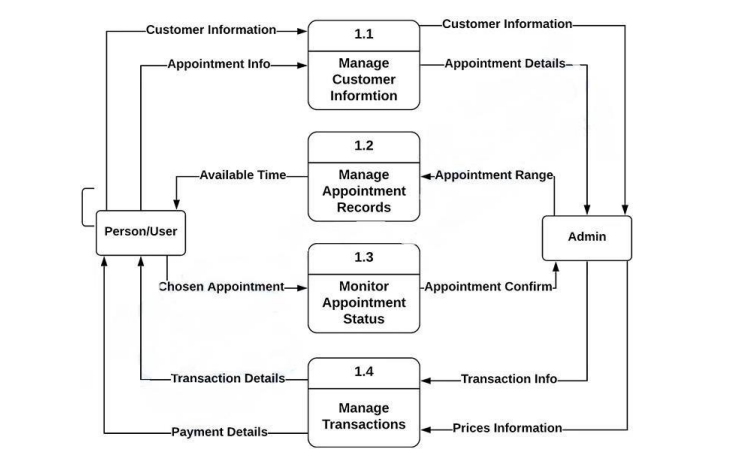 Customer Information
1.1
Customer Information
Appointment Info
Manage
Customer
Informtion
Appointment Details
1.2
Available Time
Manage
Appointment
Records
Appointment Range
Person/User
Admin
1.3
Chosen Appointment
Monitor
Appointment
Status
Appointment Confirm
1.4
Transaction Details
Transaction Info
Manage
Transactions
Payment Details
Prices Information